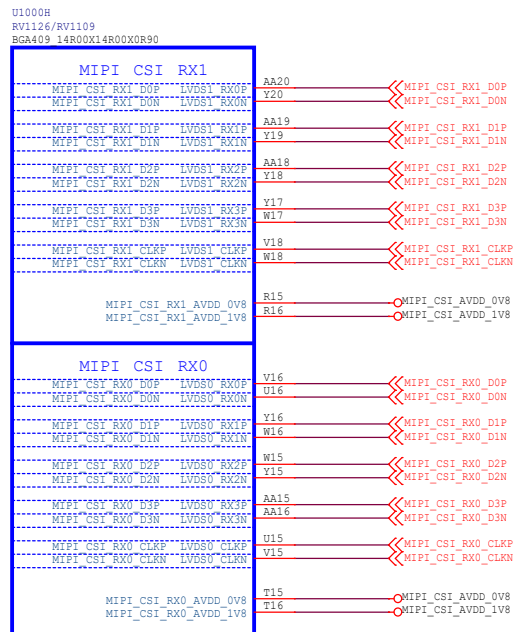 U1000H
RV1126/RV1109
BGA409_14R00X14R00X0R90
MIPI CSI RX1
MIPI_CSI_RX1_D0P LVDS1_RX0P AA20 MIPI_CSI_RX1_D0P
MIPI_CSI_RX1_D0N LVDS1_RX0N Y20 MIPI_CSI_RX1_D0N
MIPI_CSI_RX1_D1P LVDS1_RX1P AA19 MIPI_CSI_RX1_D1P
MIPI_CSI_RX1_D1N LVDS1_RX1N Y19 MIPI_CSI_RX1_D1N
MIPI_CSI_RX1_D2P LVDS1_RX2P AA18 MIPI_CSI_RX1_D2P
MIPI_CSI_RX1_D2N LVDS1_RX2N Y18 MIPI_CSI_RX1_D2N
MIPI_CSI_RX1_D3P LVDS1_RX3P Y17 MIPI_CSI_RX1_D3P
MIPI_CSI_RX1_D3N LVDS1_RX3N W17 MIPI_CSI_RX1_D3N
MIPI_CSI_RX1_CLKP LVDS1_CLKP V18 MIPI_CSI_RX1_CLKP
MIPI_CSI_RX1_CLKN LVDS1_CLKN W18 MIPI_CSI_RX1_CLKN
MIPI_CSI_RX1_AVDD_0V8 R15 MIPI_CSI_AVDD_0V8
MIPI_CSI_RX1_AVDD_1V8 R16 MIPI_CSI_AVDD_1V8
MIPI CSI RX0
MIPI_CSI_RX0_D0P LVDS0_RX0P V16 MIPI_CSI_RX0_D0P
MIPI_CSI_RX0_D0N LVDS0_RX0N U16 MIPI_CSI_RX0_D0N
MIPI_CSI_RX0_D1P LVDS0_RX1P Y16 MIPI_CSI_RX0_D1P
MIPI_CSI_RX0_D1N LVDS0_RX1N W16 MIPI_CSI_RX0_D1N
MIPI_CSI_RX0_D2P LVDS0_RX2P W15 MIPI_CSI_RX0_D2P
MIPI_CSI_RX0_D2N LVDS0_RX2N Y15 MIPI_CSI_RX0_D2N
MIPI_CSI_RX0_D3P LVDS0_RX3P AA15 MIPI_CSI_RX0_D3P
MIPI_CSI_RX0_D3N LVDS0_RX3N AA16 MIPI_CSI_RX0_D3N
MIPI_CSI_RX0_CLKP LVDS0_CLKP U15 MIPI_CSI_RX0_CLKP
MIPI_CSI_RX0_CLKN LVDS0_CLKN V15 MIPI_CSI_RX0_CLKN
MIPI_CSI_RX0_AVDD_0V8 T15 MIPI_CSI_AVDD_0V8
MIPI_CSI_RX0_AVDD_1V8 T16 MIPI_CSI_AVDD_1V8